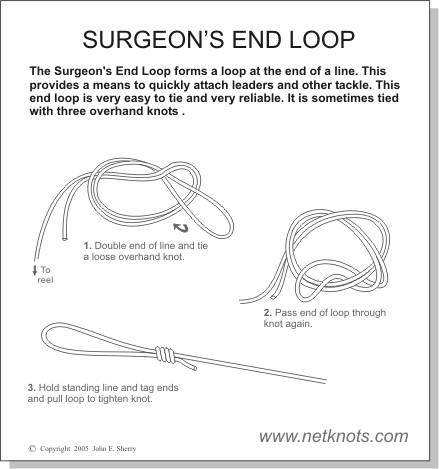 SURGEON'S END LOOP
The Surgeon's End Loop forms a loop at the end of a line. This
provides a means to quickly attach leaders and other tackle. This
end loop is very easy to tie and very reliable. It is sometimes tied
with three overhand knots .
1. Double end of line and tie
a loose overhand knot.
To
reel
2. Pass end of loop through
knot again.
3. Hold standing line and tag ends
and pull loop to tighten knot.
www.netknots.com
© Copyright 2005 John E. Sherry